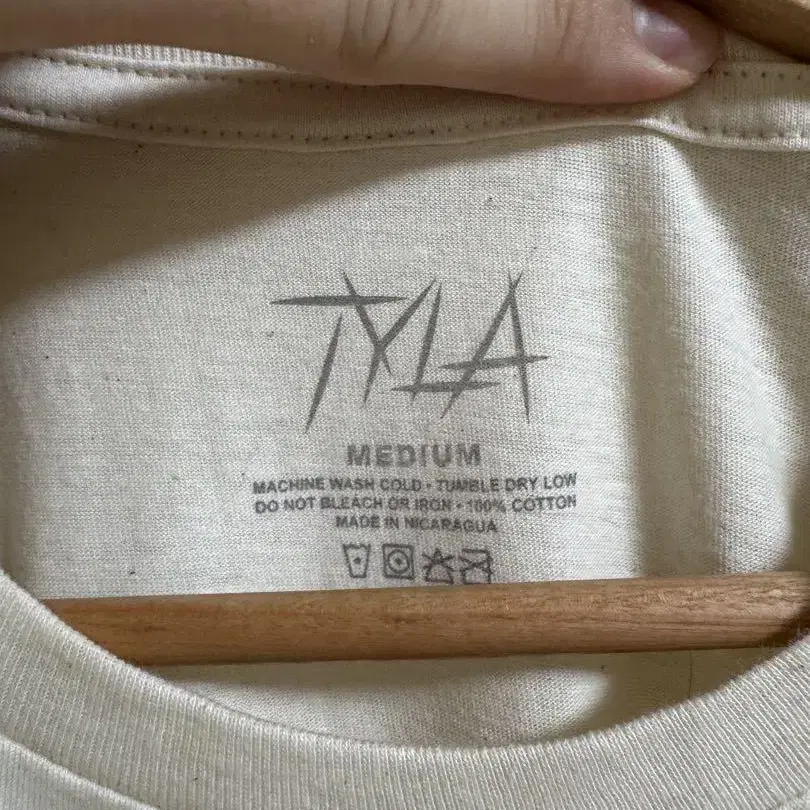 TYLA
MEDIUM
MACHINE WASH COLD • TUMBLE DRY LOW
DO NOT BLEACH OR IRON • 100% COTTON
MADE IN NICARAGUA